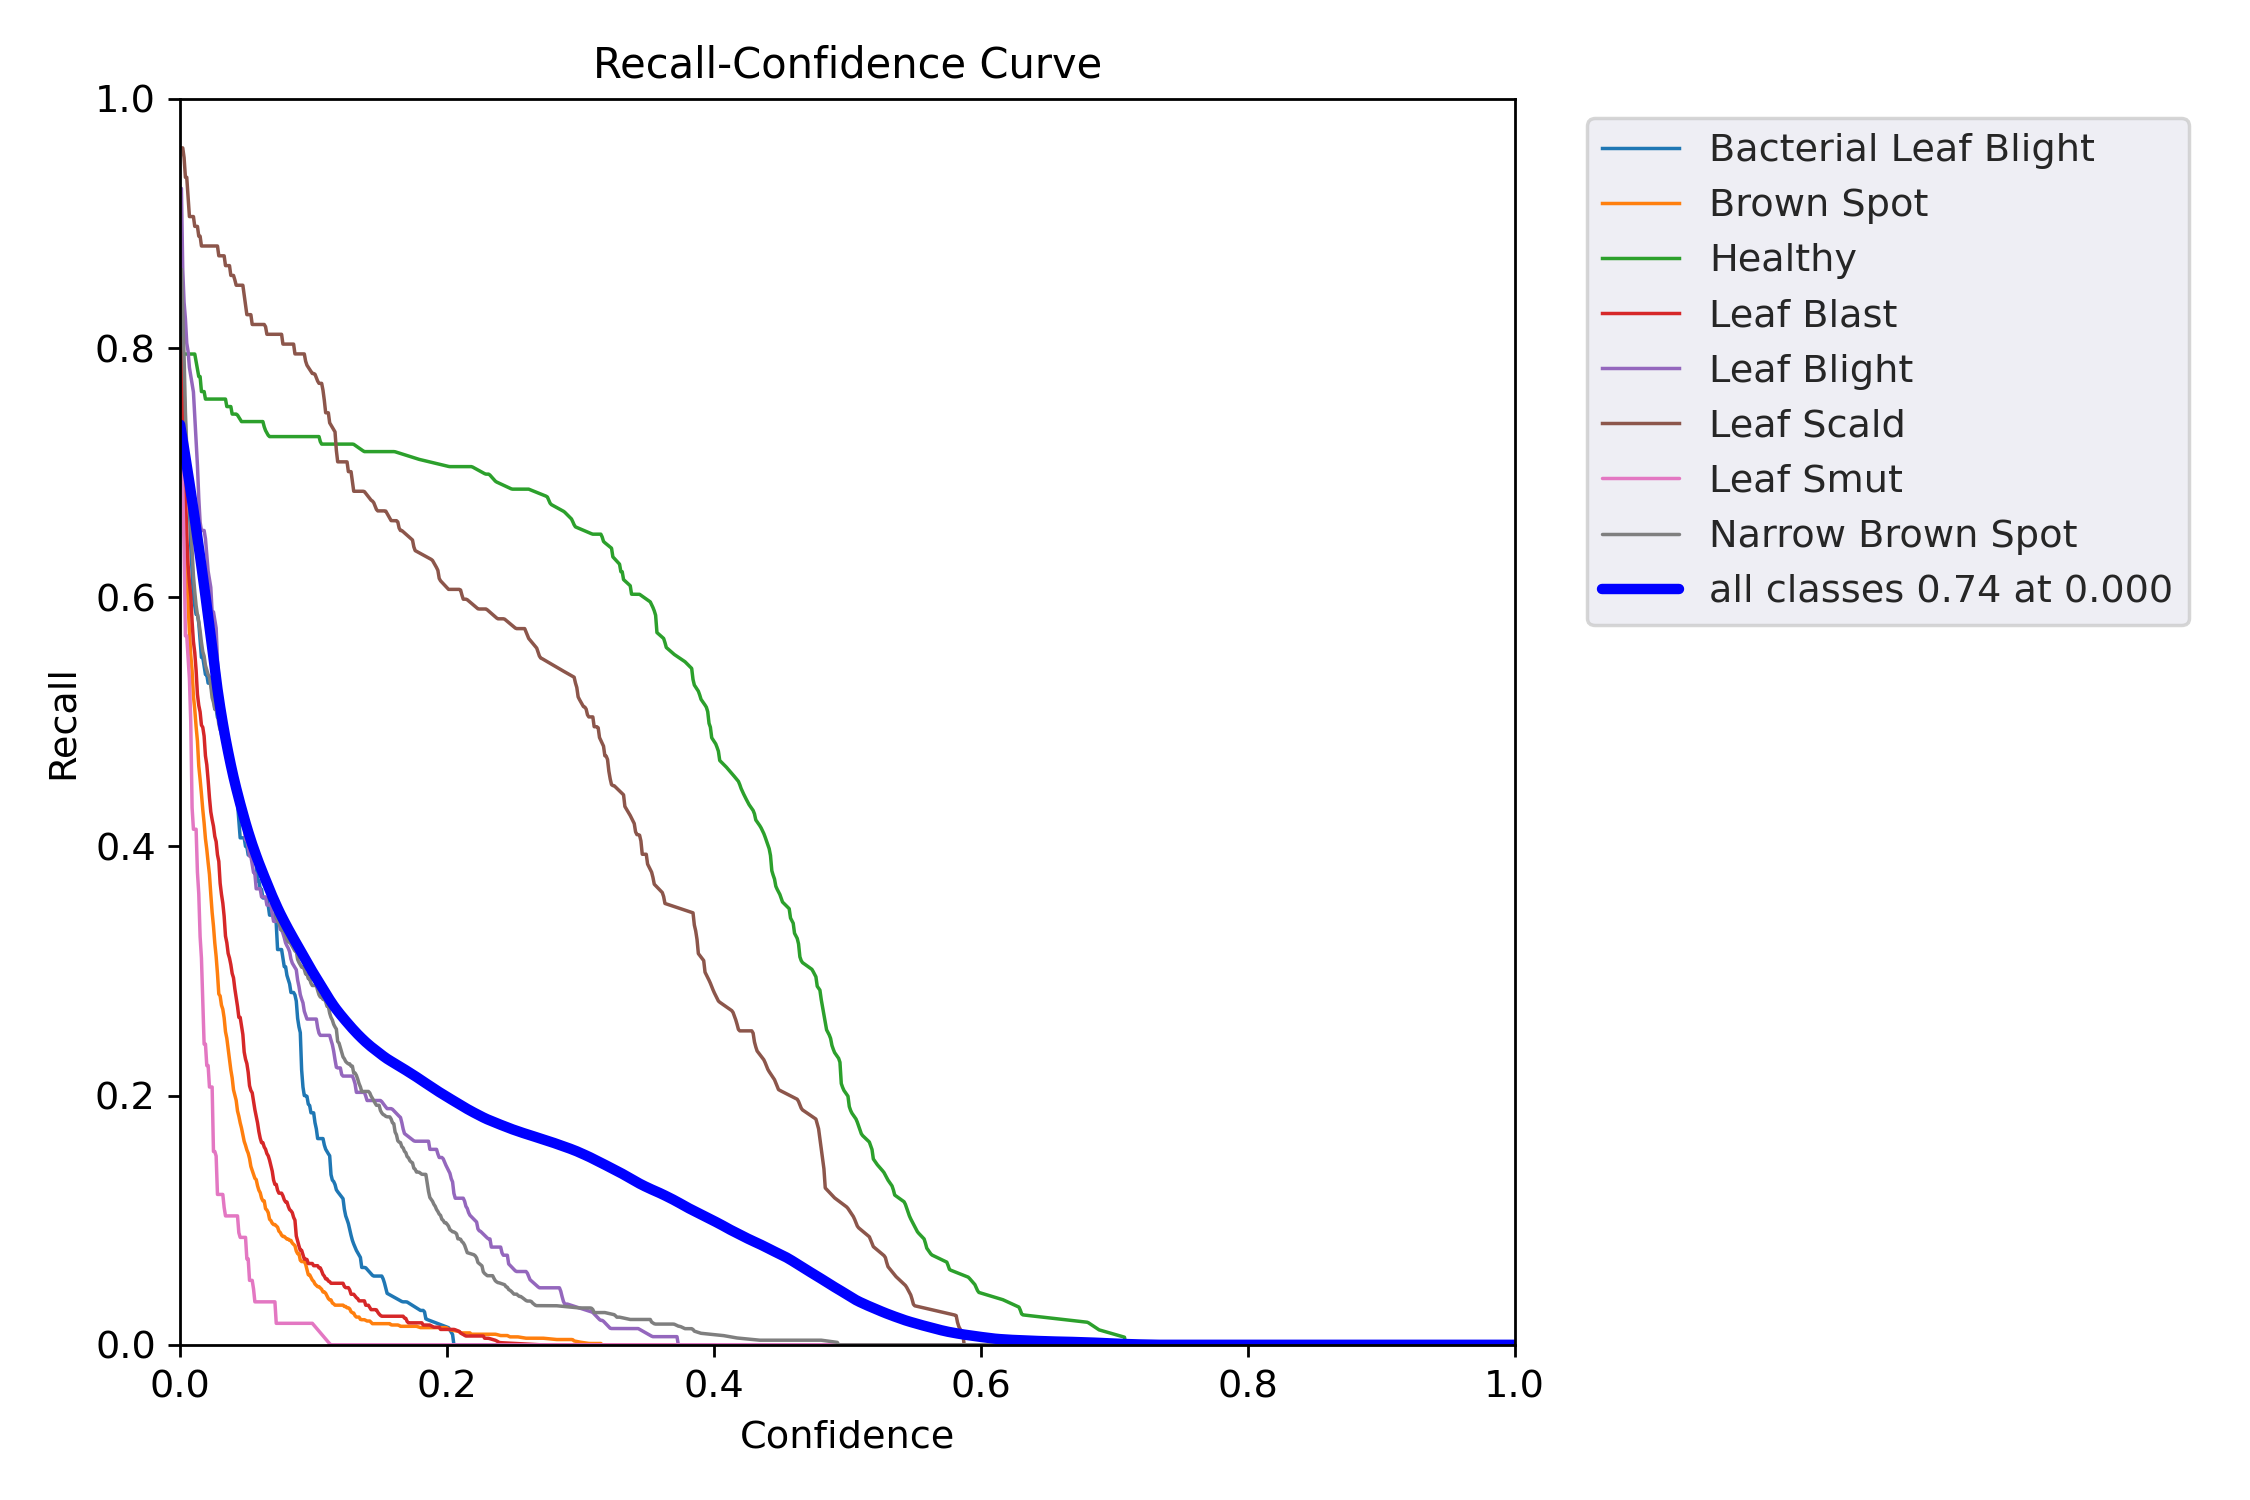 Recall-Confidence Curve
1.0
0.8
0.6
0.4
0.2
0.0
Recall
0.0 0.2 0.4 0.6 0.8 1.0
Confidence
Bacterial Leaf Blight
Brown Spot
Healthy
Leaf Blast
Leaf Blight
Leaf Scald
Leaf Smut
Narrow Brown Spot
all classes 0.74 at 0.000